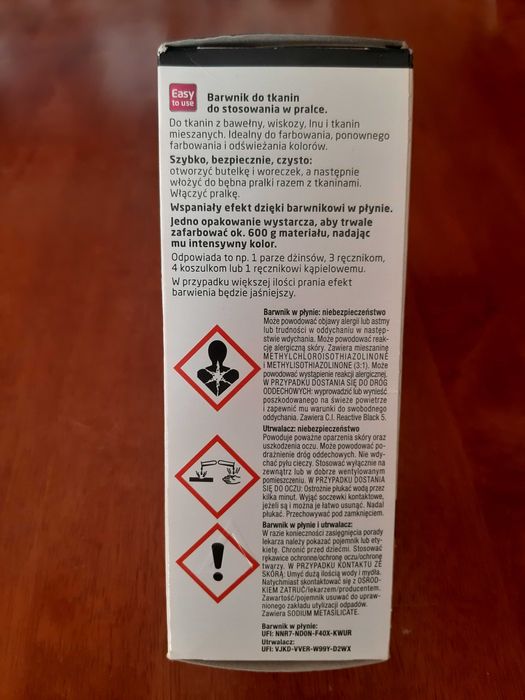 Easy
to use
Barwnik do tkanin
do stosowania w pralce.
Do tkanin z bawełny, wiskozy, lnu i tkanin
mieszanych. Idealny do farbowania, ponownego
farbowania i odświeżania kolorów.
Szybko, bezpiecznie, czysto:
otworzyć butelkę i woreczek, a następnie
włożyć do bębna pralki razem z tkaninami.
Włączyć pralkę.
Wspaniały efekt dzięki barwnikowi w płynie.
Jedno opakowanie wystarcza, aby trwale
zafarbować ok. 600 g materiału, nadając
mu intensywny kolor.
Odpowiada to np. 1 parze dżinsów, 3 ręcznikom,
4 koszulkom lub 1 ręcznikowi kąpielowemu.
W przypadku większej ilości prania efekt
barwienia będzie jaśniejszy.
Barwnik w płynie: niebezpieczeństwo
Może powodować objawy alergii lub astmy
lub trudności w oddychaniu w następ-
stwie wdychania. Może powodować reak-
cję alergiczną skóry. Zawiera mieszaninę
METHYLCHLOROISOTHIAZOLINONE
i METHYLISOTHIAZOLINONE (3:1). Może
powodować wystąpienie reakcji alergicznej.
W PRZYPADKU DOSTANIA SIĘ DO DRÓG
ODDECHOWYCH: wyprowadzić lub wynieść
poszkodowanego na świeże powietrze
i zapewnić mu warunki do swobodnego
oddychania. Zawiera C.I. Reactive Black 5.
Utrwalacz: niebezpieczeństwo
Powoduje poważne oparzenia skóry oraz
uszkodzenia oczu. Może powodować po-
drażnienie dróg oddechowych. Nie wdy-
chać pyłu cieczy. Stosować wyłącznie na
zewnątrz lub w dobrze wentylowanym
pomieszczeniu. W PRZYPADKU DOSTANIA
SIĘ DO OCZU: Ostrożnie płukać wodą przez
kilka minut. Wyjąć soczewki kontaktowe,
jeżeli są i można je łatwo usunąć. Nadal
płukać. Przechowywać pod zamknięciem.
Barwnik w płynie i utrwalacz:
W razie konieczności zasięgnięcia porady
lekarza należy pokazać pojemnik lub ety-
kietę. Chronić przed dziećmi. Stosować
rękawice ochronne/ochronę oczu/ochronę
twarzy. W PRZYPADKU KONTAKTU ZE
SKÓRĄ: Umyć dużą ilością wody i mydła.
Natychmiast skontaktować się z OŚROD-
KIEM ZATRUĆ/lekarzem/producentem.
Zawartość/pojemnik usuwać do upraw-
nionego zakładu utylizacji odpadów.
Zawiera SODIUM METASILICATE.
Barwnik w płynie:
UFI: NNR7-ND0N-F40X-KWUR
Utrwalacz:
UFI: VJKD-VVER-W99Y-D2WX